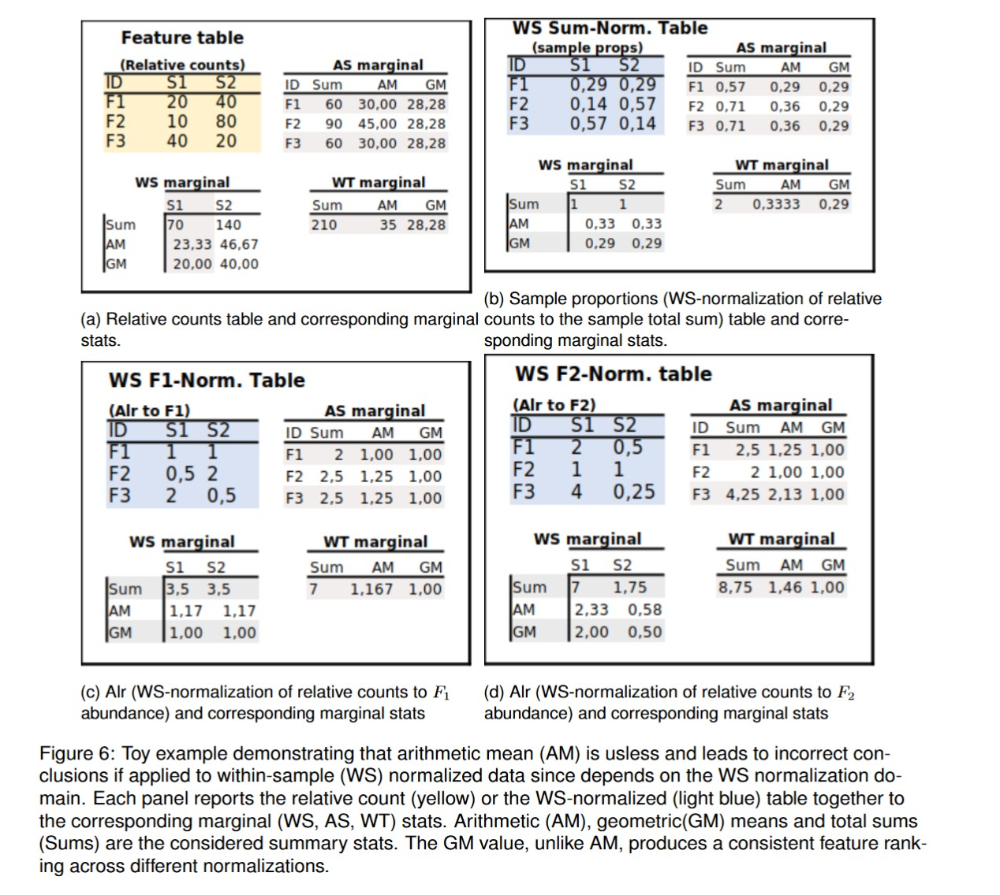 Feature table
(Relative counts)
ID S1 S2
F1 20 40
F2 10 80
F3 40 20
AS marginal
ID Sum AM GM
F1 60 30,00 28,28
F2 90 45,00 28,28
F3 60 30,00 28,28
WS marginal
S1 S2
Sum 70 140
AM 23,33 46,67
GM 20,00 40,00
WT marginal
Sum AM GM
210 35 28,28
(a) Relative counts table and corresponding marginal
stats.
WS Sum-Norm. Table
(sample props)
ID S1 S2
F1 0,29 0,29
F2 0,14 0,57
F3 0,57 0,14
AS marginal
ID Sum AM GM
F1 0,57 0,29 0,29
F2 0,71 0,36 0,29
F3 0,71 0,36 0,29
WS marginal
S1 S2
Sum 1 1
AM 0,33 0,33
GM 0,29 0,29
WT marginal
Sum AM GM
2 0,3333 0,29
(b) Sample proportions (WS-normalization of relative
counts to the sample total sum) table and corre-
sponding marginal stats.
WS F1-Norm. Table
(Alr to F1)
ID S1 S2
F1 1 1
F2 0,5 2
F3 2 0,5
AS marginal
ID Sum AM GM
F1 2 1,00 1,00
F2 2,5 1,25 1,00
F3 2,5 1,25 1,00
WS marginal
S1 S2
Sum 3,5 3,5
AM 1,17 1,17
GM 1,00 1,00
WT marginal
Sum AM GM
7 1,167 1,00
(c) Alr (WS-normalization of relative counts to F₁
abundance) and corresponding marginal stats
WS F2-Norm. table
(Alr to F2)
ID S1 S2
F1 2 0,5
F2 1 1
F3 4 0,25
AS marginal
ID Sum AM GM
F1 2,5 1,25 1,00
F2 2 1,00 1,00
F3 4,25 2,13 1,00
WS marginal
S1 S2
Sum 7 1,75
AM 2,33 0,58
GM 2,00 0,50
WT marginal
Sum AM GM
8,75 1,46 1,00
(d) Alr (WS-normalization of relative counts to F₂
abundance) and corresponding marginal stats
Figure 6: Toy example demonstrating that arithmetic mean (AM) is usless and leads to incorrect con-
clusions if applied to within-sample (WS) normalized data since depends on the WS normalization do-
main. Each panel reports the relative count (yellow) or the WS-normalized (light blue) table together to
the corresponding marginal (WS, AS, WT) stats. Arithmetic (AM), geometric(GM) means and total sums
(Sums) are the considered summary stats. The GM value, unlike AM, produces a consistent feature rank-
ing across different normalizations.